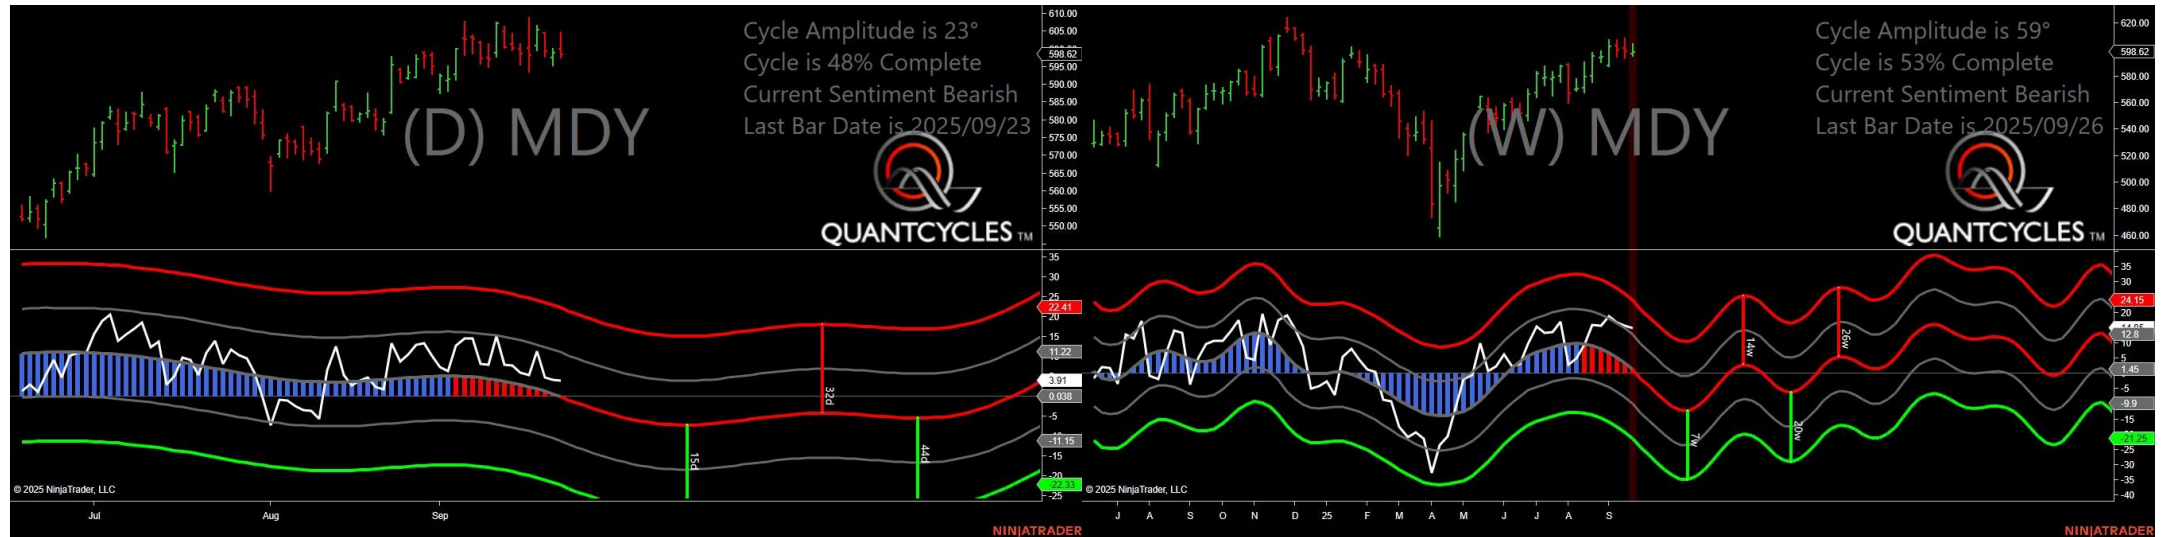 Cycle Amplitude is 23°
Cycle is 48% Complete
Current Sentiment Bearish
Last Bar Date is 2025/09/23
(D) MDY
QUANTCYCLES TM
610.00
605.00
598.62
595.00
590.00
585.00
580.00
575.00
570.00
565.00
560.00
555.00
550.00
35
30
25
22.41
20
15
11.22
3.91
0.038
-5
-11.15
-15
-20
-22.33
-25
32d
15d
44d
© 2025 NinjaTrader, LLC
Jul
Aug
Sep
NINJATRADER
Cycle Amplitude is 59°
Cycle is 53% Complete
Current Sentiment Bearish
Last Bar Date is 2025/09/26
(W) MDY
QUANTCYCLES TM
620.00
598.62
580.00
560.00
540.00
520.00
500.00
480.00
460.00
35
30
24.15
20
12.8
10
5
1.45
-5
-9.9
-15
-21.25
-25
-30
-35
-40
14w
26w
7w
20w
© 2025 NinjaTrader, LLC
J A S O N D 25 F M A M J J A S
NINJATRADER